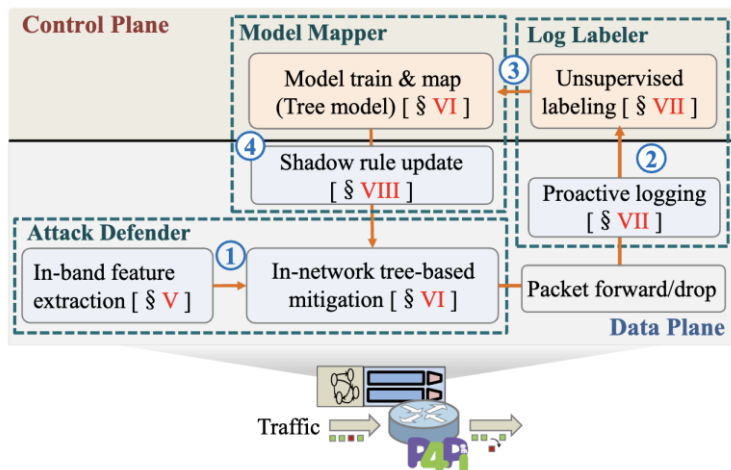 Control Plane
Model Mapper
Log Labeler
Model train & map
(Tree model) [ § VI ]
③
Unsupervised
labeling [ § VII ]
④
Shadow rule update
[ § VIII ]
②
Proactive logging
[ § VII ]
Attack Defender
In-band feature
extraction [ § V ]
①
In-network tree-based
mitigation [ § VI ]
Packet forward/drop
Data Plane
Traffic
P4Pi